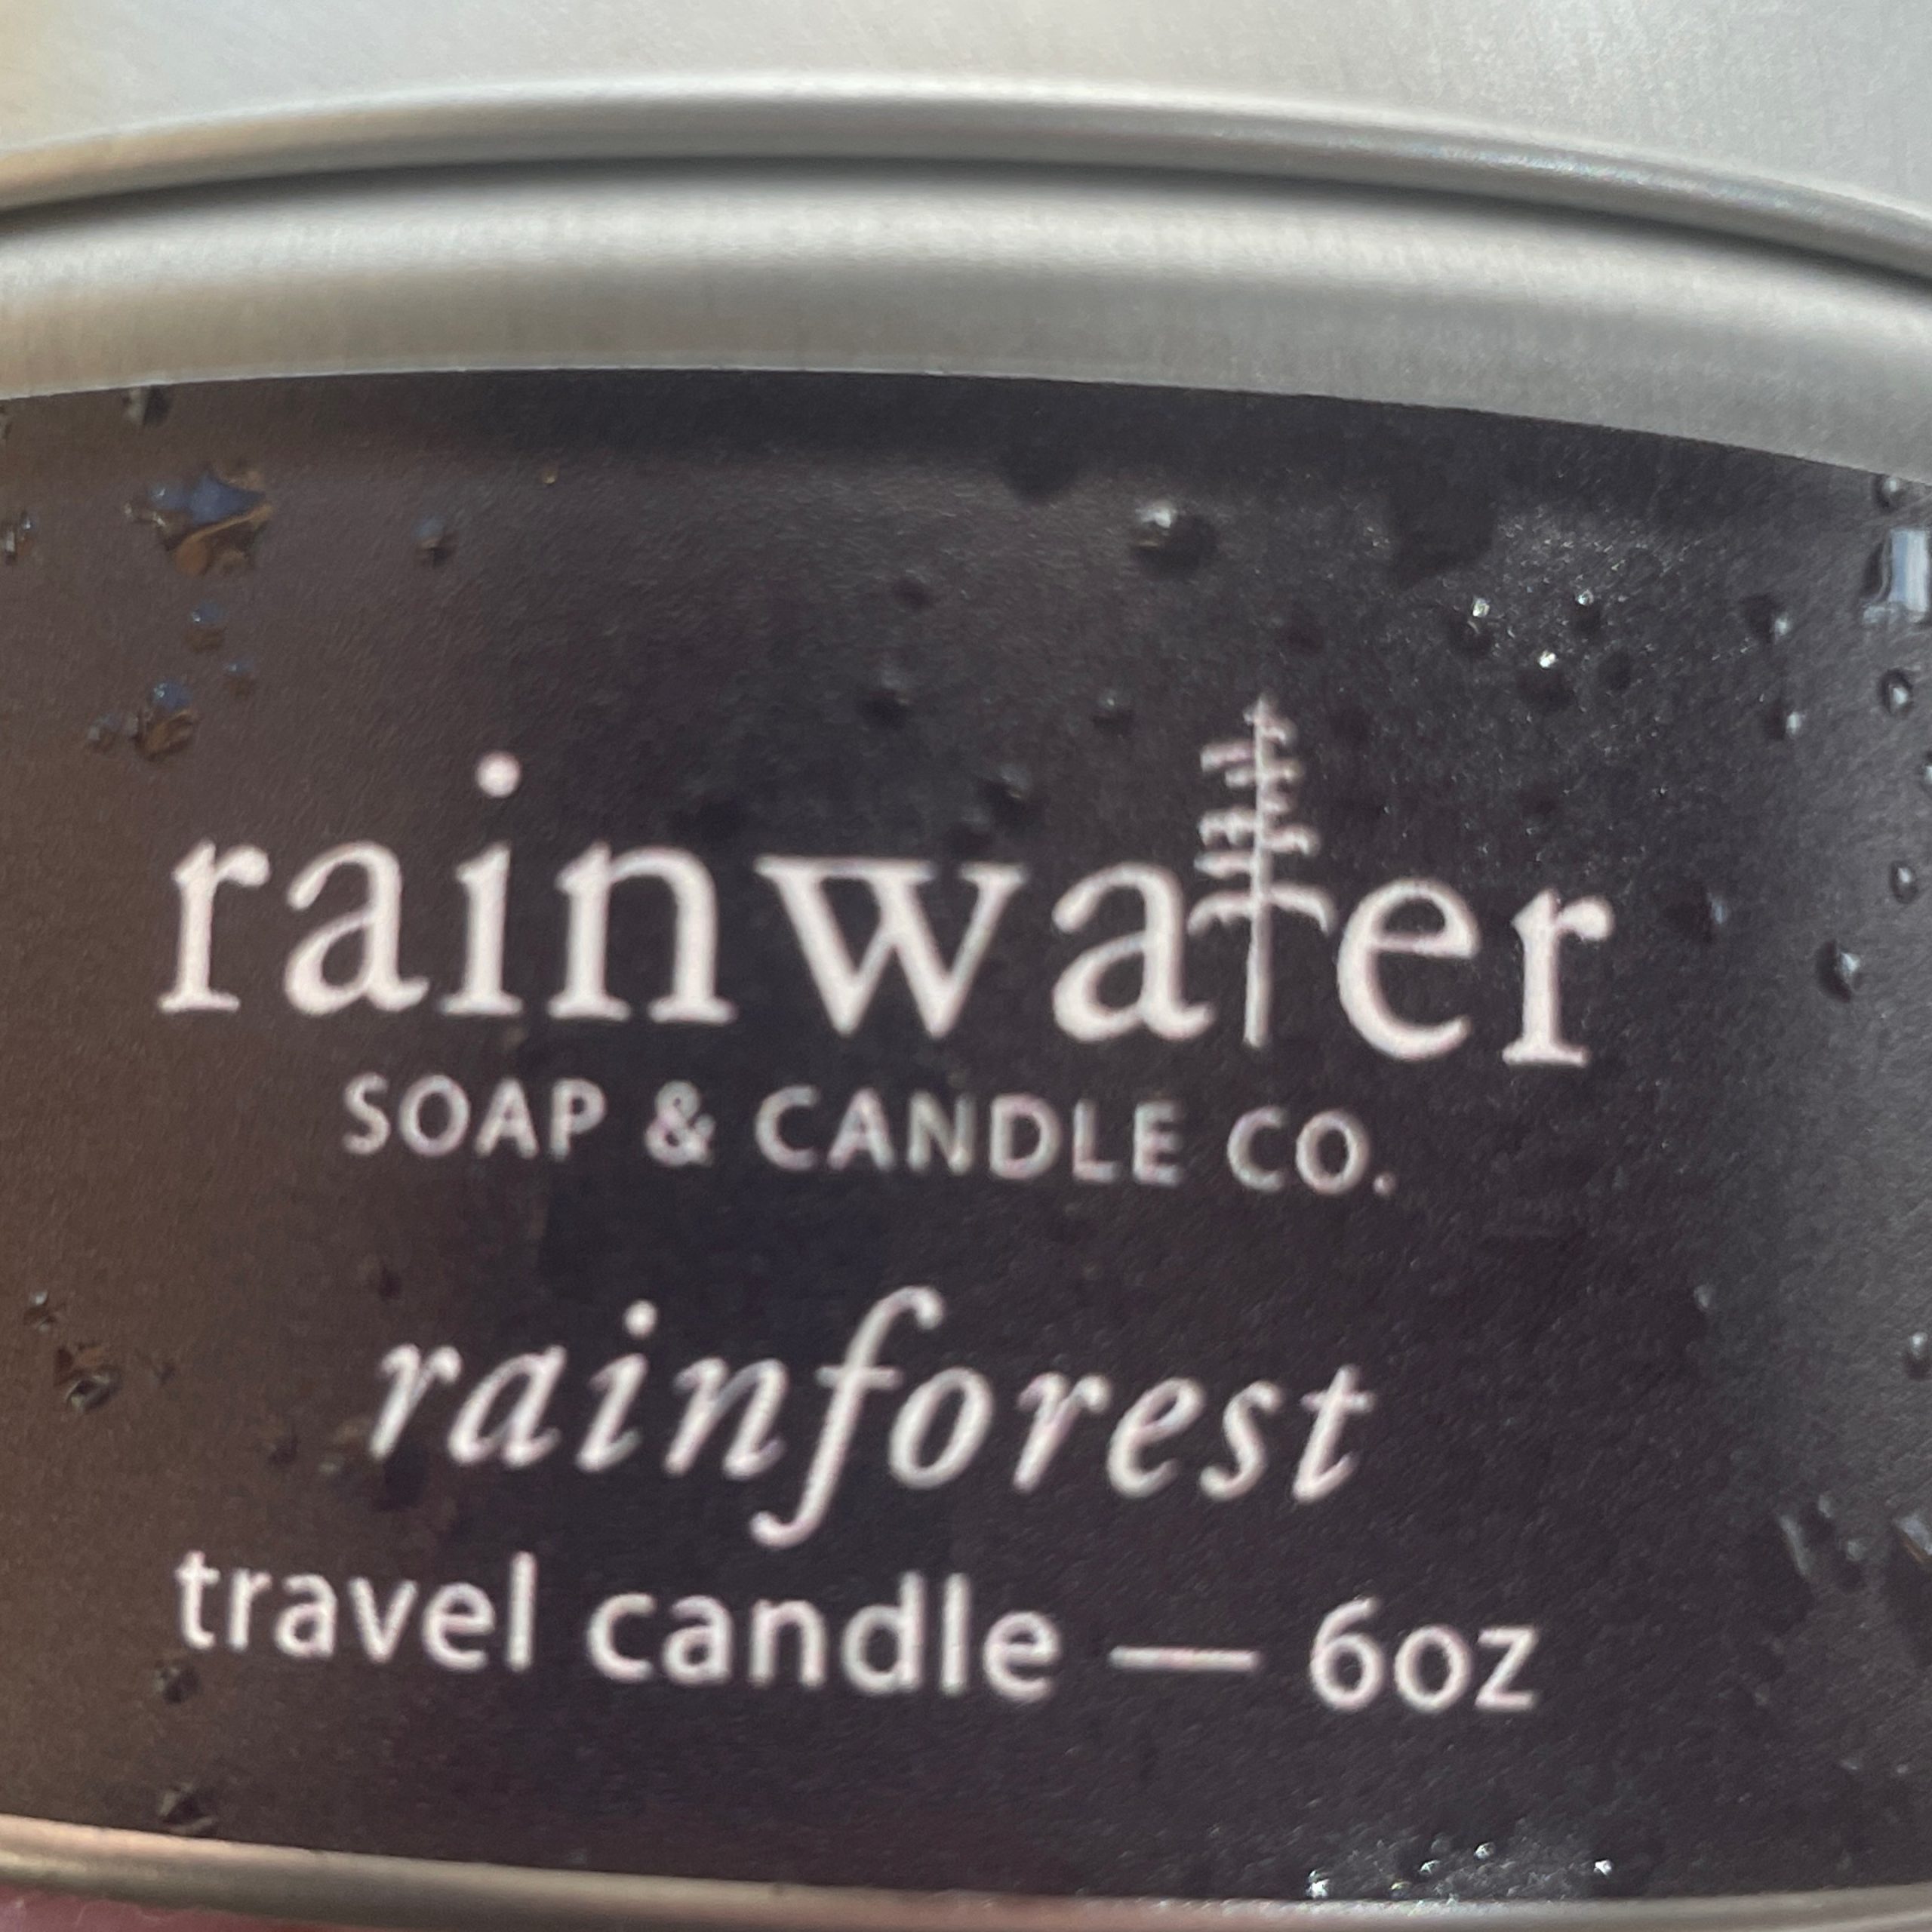 rainwater
SOAP & CANDLE CO.
rainforest
travel candle — 6oz